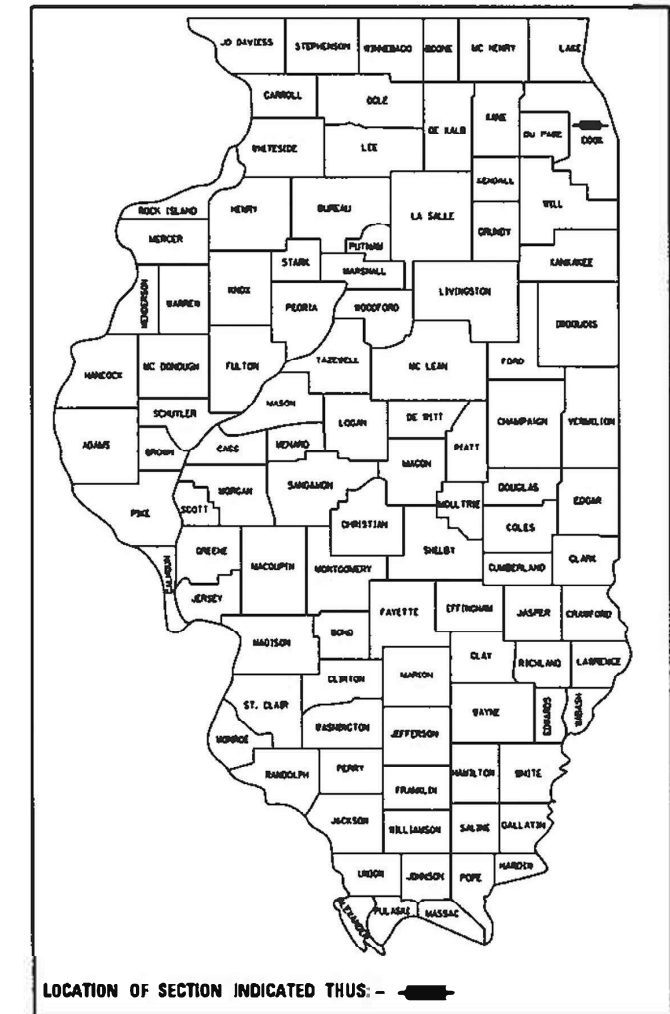 JO DAVIESS STEPHENSON WINNEBAGO BOONE MC HENRY LAKE
CARROLL OGLE DE KALB KANE DU PAGE COOK
WHITESIDE LEE
KENDALL WILL
ROCK ISLAND HENRY BUREAU LA SALLE GRUNDY
MERCER PUTNAM
STARK MARSHALL KANKAKEE
HENDERSON WARREN KNOX PEORIA WOODFORD LIVINGSTON
IROQUOIS
HANCOCK MC DONOUGH FULTON TAZEWELL MC LEAN FORD
MASON
SCHUYLER LOGAN DE WITT CHAMPAIGN VERMILION
ADAMS BROWN CASS MENARD PIATT
MACON
PIKE SCOTT MORGAN SANGAMON MOULTRIE DOUGLAS EDGAR
CHRISTIAN COLES
GREENE MACOUPIN MONTGOMERY SHELBY CLARK
CALHOUN CUMBERLAND
JERSEY FAYETTE EFFINGHAM JASPER CRAWFORD
MADISON BOND
CLINTON MARION CLAY RICHLAND LAWRENCE
ST. CLAIR WAYNE EDWARDS WABASH
MONROE WASHINGTON JEFFERSON
RANDOLPH PERRY HAMILTON WHITE
FRANKLIN
JACKSON WILLIAMSON SALINE GALLATIN
UNION JOHNSON POPE HARDIN
ALEXANDER PULASKI MASSAC
LOCATION OF SECTION INDICATED THUS: -